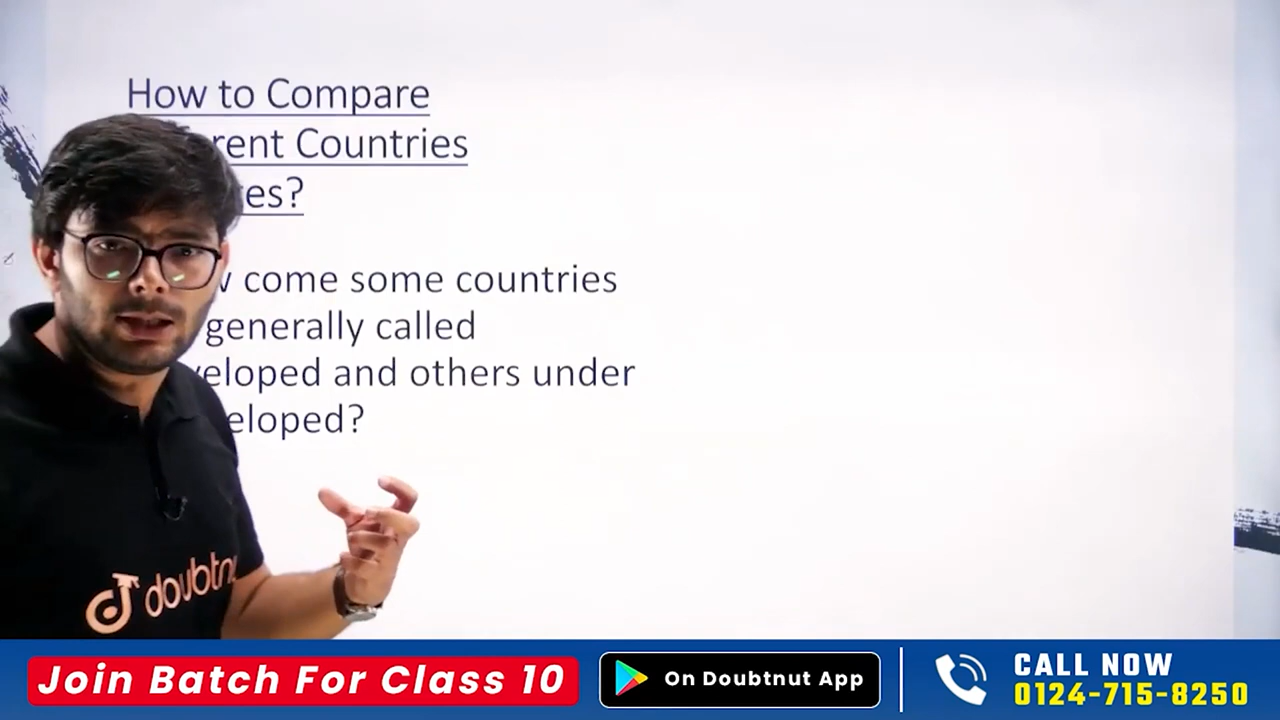 How to Compare
rent Countries
es?
come some countries
generally called
veloped and others under
eloped?
doubtnu
Join Batch For Class 10
On Doubtnut App
CALL NOW
0124-715-8250